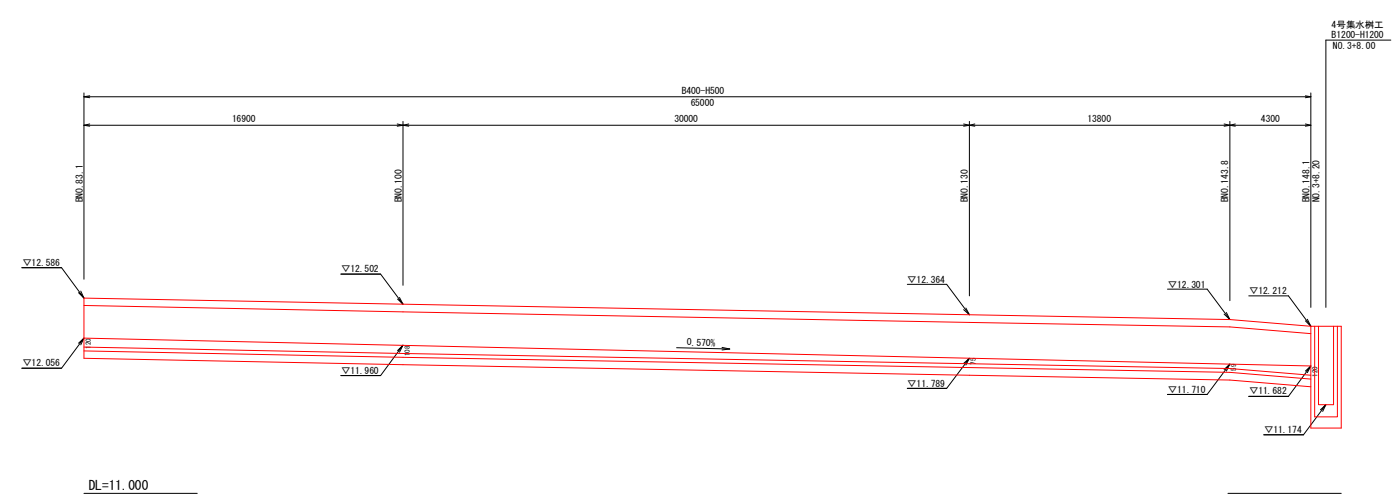 4号集水桝工
B1200-H1200
NO.3+8.00
B400-H500
65000
16900
30000
13800
4300
BNO.83.1
BNO.100
BNO.130
BNO.143.8
BNO.148.1
NO.3+8.20
▽12.586
▽12.502
▽12.364
▽12.301
▽12.212
0.570%
▽12.056
▽11.960
▽11.789
▽11.710
▽11.682
▽11.174
DL=11.000